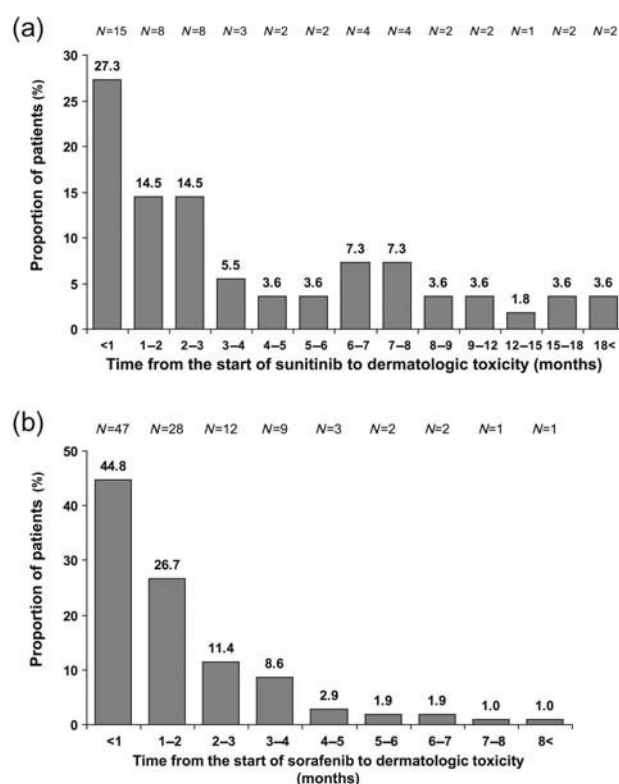 (a)
N=15 N=8 N=8 N=3 N=2 N=2 N=4 N=4 N=2 N=2 N=1 N=2 N=2
Proportion of patients (%)
30
25
20
15
10
5
0
27.3 14.5 14.5 5.5 3.6 3.6 7.3 7.3 3.6 3.6 1.8 3.6 3.6
<1 1–2 2–3 3–4 4–5 5–6 6–7 7–8 8–9 9–12 12–15 15–18 18<
Time from the start of sunitinib to dermatologic toxicity (months)
(b)
N=47 N=28 N=12 N=9 N=3 N=2 N=2 N=1 N=1
Proportion of patients (%)
50
40
30
20
10
0
44.8 26.7 11.4 8.6 2.9 1.9 1.9 1.0 1.0
<1 1–2 2–3 3–4 4–5 5–6 6–7 7–8 8<
Time from the start of sorafenib to dermatologic toxicity
(months)